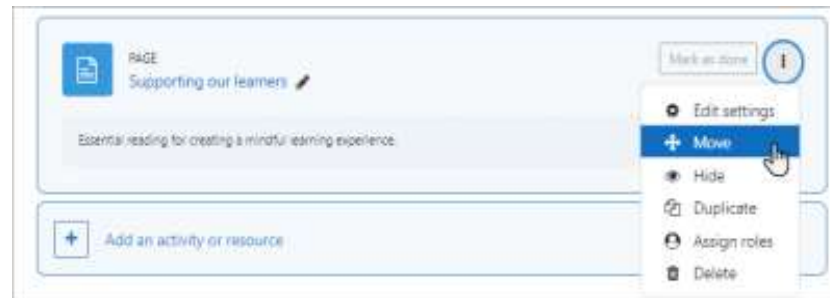 PAGE
Supporting our learners
Mark as done
Essential reading for creating a mindful learning experience.
Edit settings
Move
Hide
Duplicate
Assign roles
Delete
Add an activity or resource